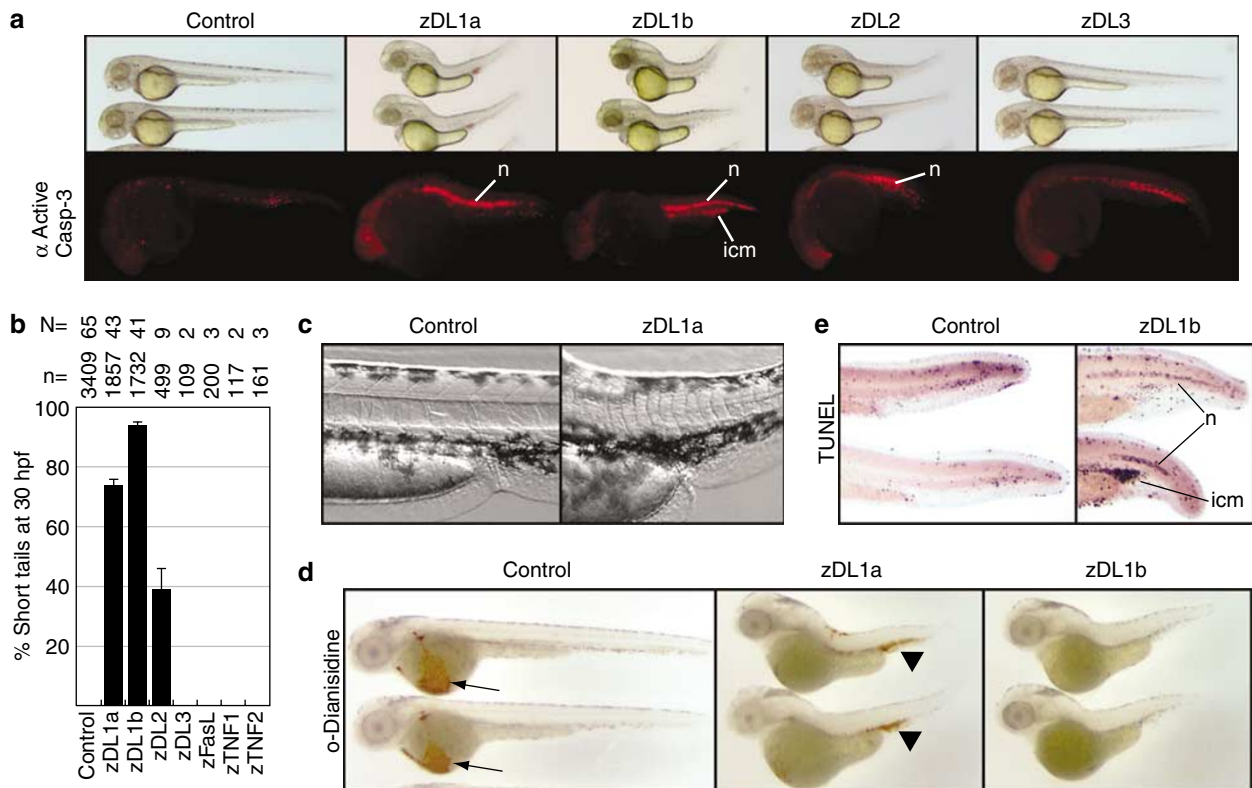 a
Control zDL1a zDL1b zDL2 zDL3
α Active
Casp-3
n
n
icm
n
b
N= 65 43 41 9 2 3 2 3
n= 3409 1857 1732 499 109 200 117 161
% Short tails at 30 hpf
100
80
60
40
20
Control zDL1a zDL1b zDL2 zDL3 zFasL zTNF1 zTNF2
c
Control zDL1a
e
Control zDL1b
TUNEL
n
icm
d
Control zDL1a zDL1b
o-Dianisidine